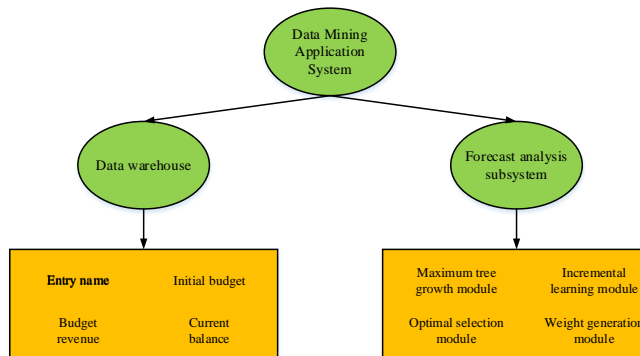 Data Mining
Application
System
Data warehouse
Forecast analysis
subsystem
Entry name
Initial budget
Budget
revenue
Current
balance
Maximum tree
growth module
Incremental
learning module
Optimal selection
module
Weight generation
module